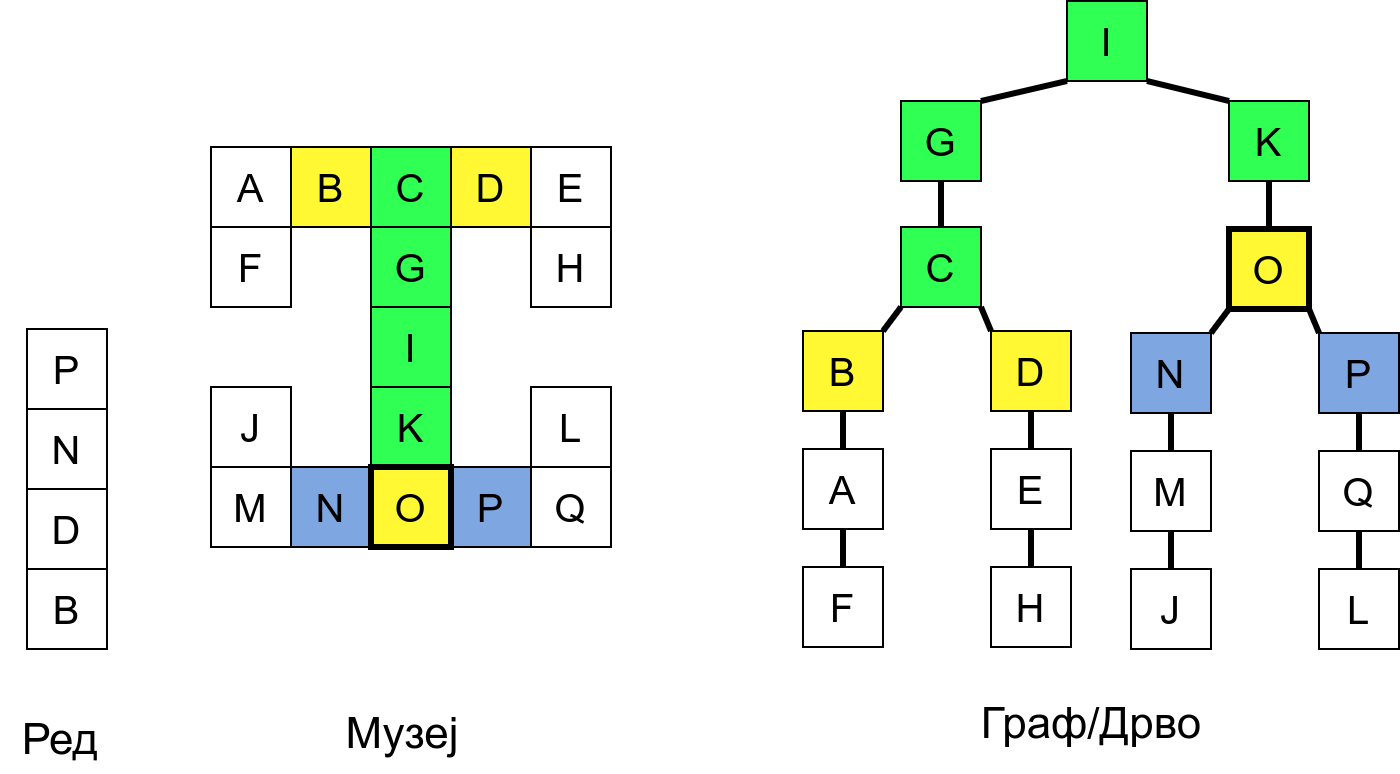 P
N
D
B
Ред
A B C D E
F G H
I
J K L
M N O P Q
Музеј
I
G K
C O
B D N P
A E M Q
F H J L
Граф/Дрво